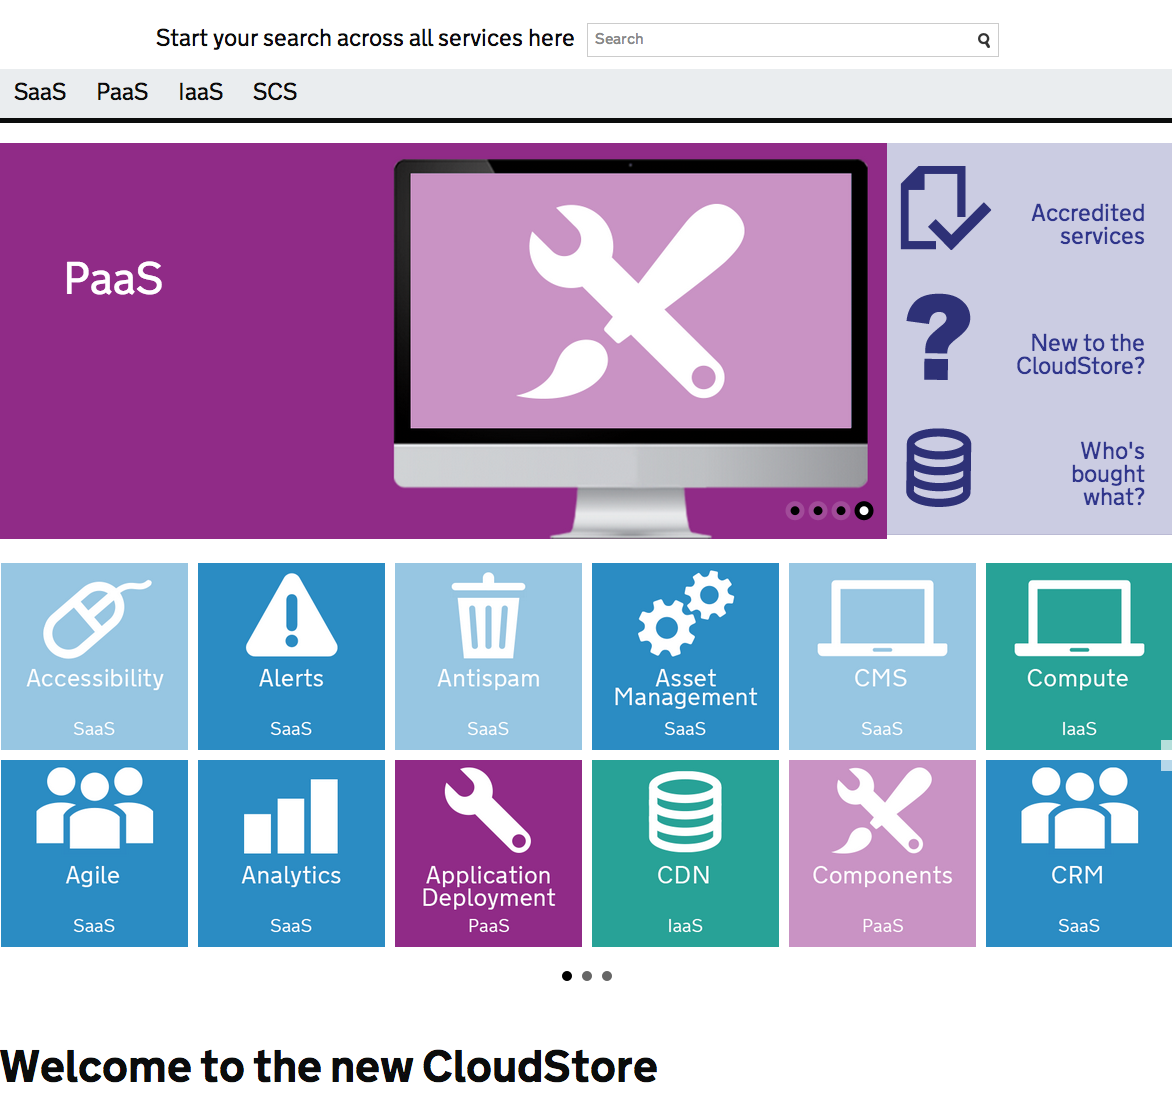 Start your search across all services here
Search
SaaS PaaS IaaS SCS
PaaS
Accredited
services
New to the
CloudStore?
Who's
bought
what?
Accessibility
SaaS
Alerts
SaaS
Antispam
SaaS
Asset
Management
SaaS
CMS
SaaS
Compute
IaaS
Agile
SaaS
Analytics
SaaS
Application
Deployment
PaaS
CDN
IaaS
Components
PaaS
CRM
SaaS
Welcome to the new CloudStore